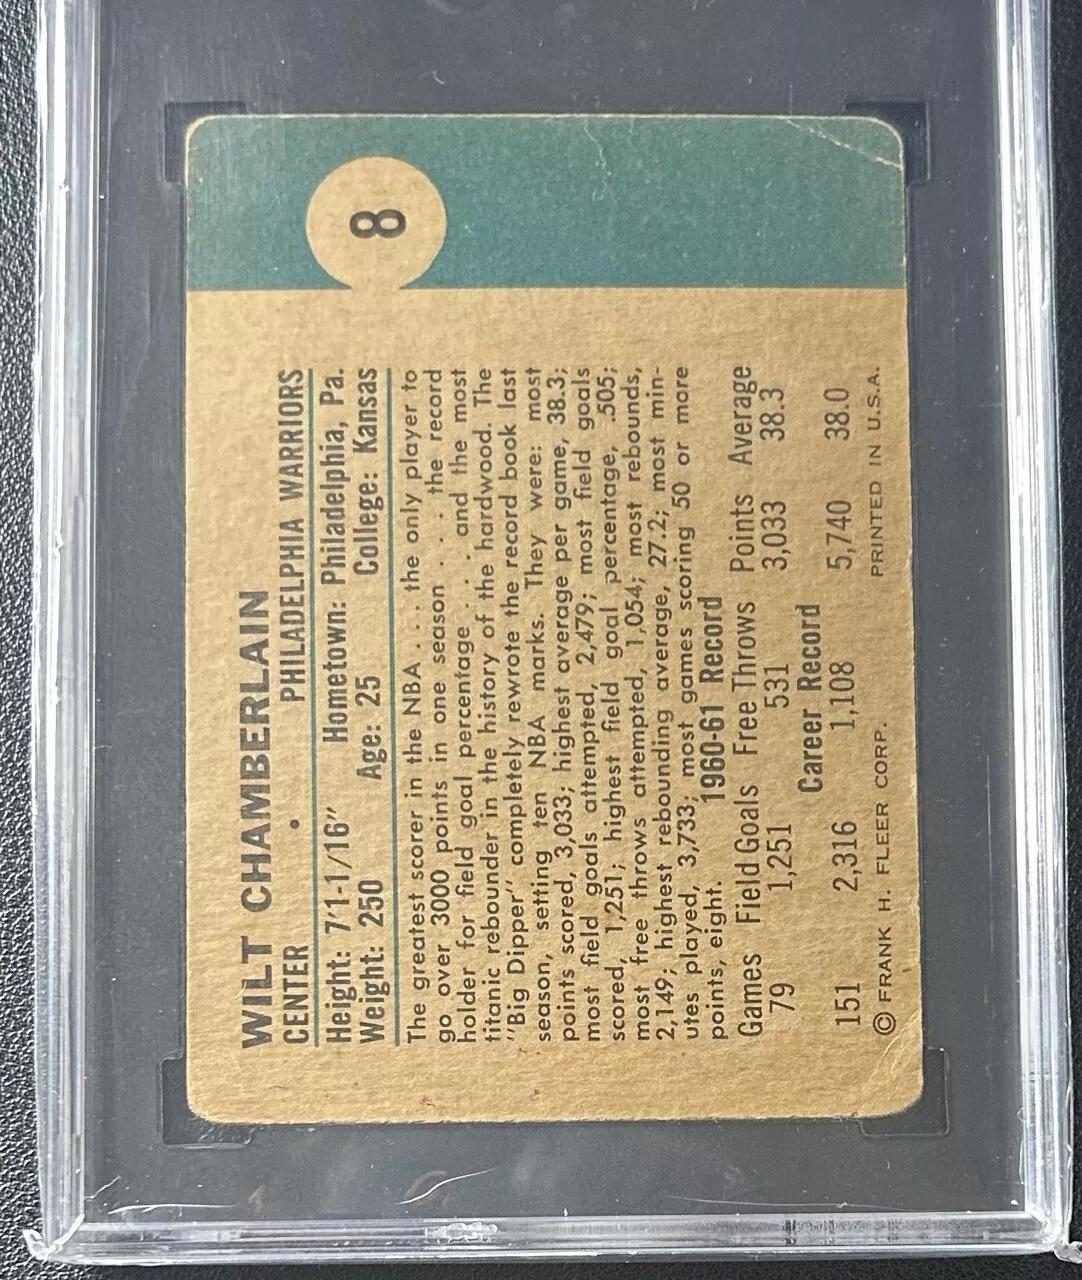 8
WILT CHAMBERLAIN
CENTER • PHILADELPHIA WARRIORS
Height: 7'1-1/16" Hometown: Philadelphia, Pa.
Weight: 250 Age: 25 College: Kansas
The greatest scorer in the NBA . . . the only player to
go over 3000 points in one season . . . the record
holder for field goal percentage . . . and the most
titanic rebounder in the history of the hardwood. The
"Big Dipper" completely rewrote the record book last
season, setting ten NBA marks. They were: most
points scored, 3,033; highest average per game, 38.3;
most field goals attempted, 2,479; most field goals
scored, 1,251; highest field goal percentage, .505;
most free throws attempted, 1,054; most rebounds,
2,149; highest rebounding average, 27.2; most min-
utes played, 3,733; most games scoring 50 or more
points, eight.
1960-61 Record
Games Field Goals Free Throws Points Average
79 1,251 531 3,033 38.3
Career Record
151 2,316 1,108 5,740 38.0
© FRANK H. FLEER CORP. PRINTED IN U.S.A.